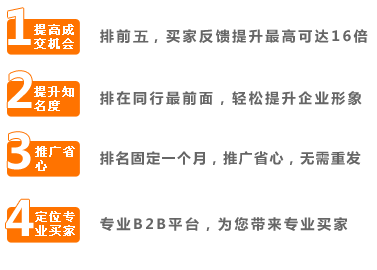 1 提高成
交机会
排前五，买家反馈提升最高可达16倍
2 提升知
名度
排在同行最前面，轻松提升企业形象
3 推广省
心
排名固定一个月，推广省心，无需重发
4 定位专
业买家
专业B2B平台，为您带来专业买家